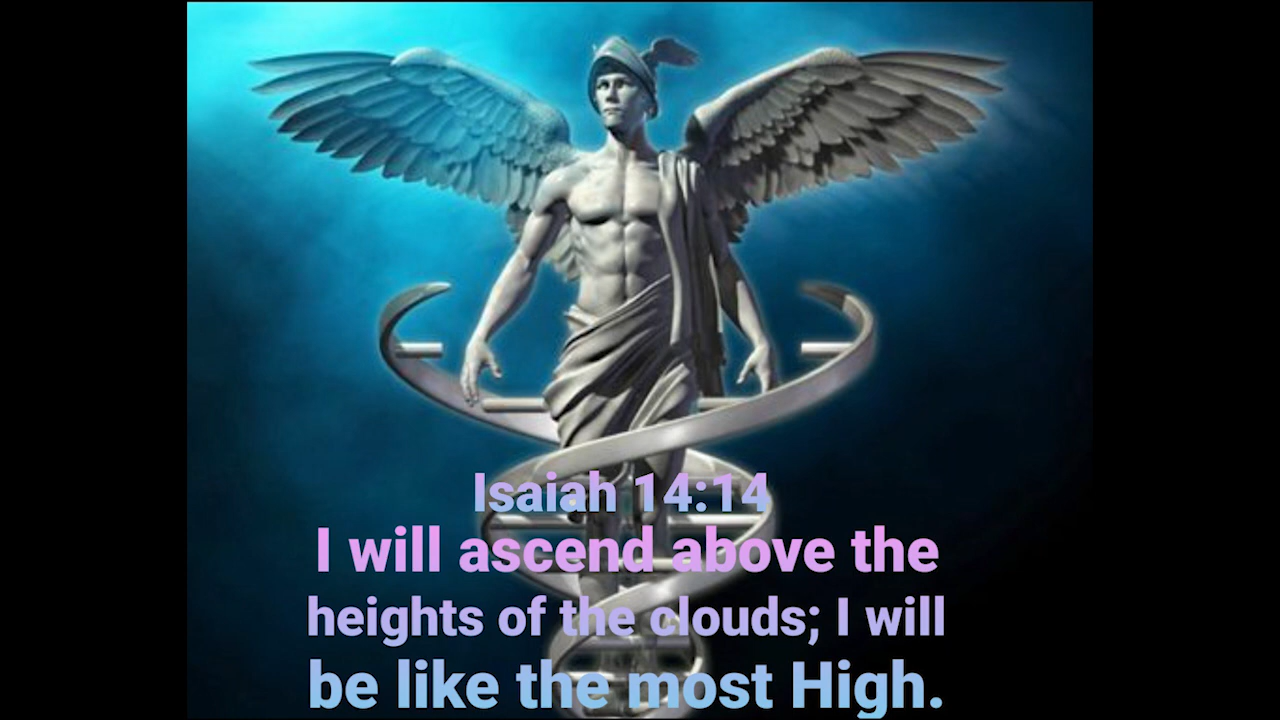 Isaiah 14:14
I will ascend above the
heights of the clouds; I will
be like the most High.